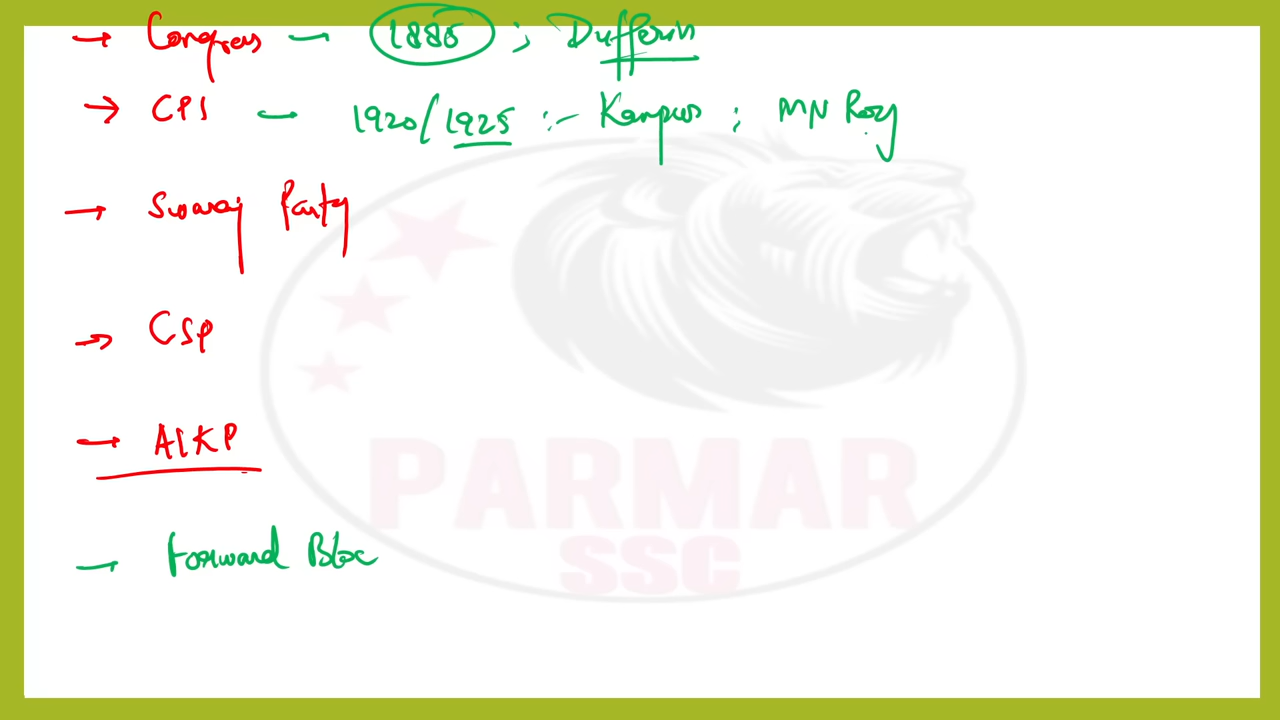 → Congress — 1885 ; Dufferin
→ CPI — 1920/1925 :- Kanpur ; MN Roy
→ Swaraj Party
→ CSP
→ AIKP
→ Forward Bloc
PARMAR
SSC